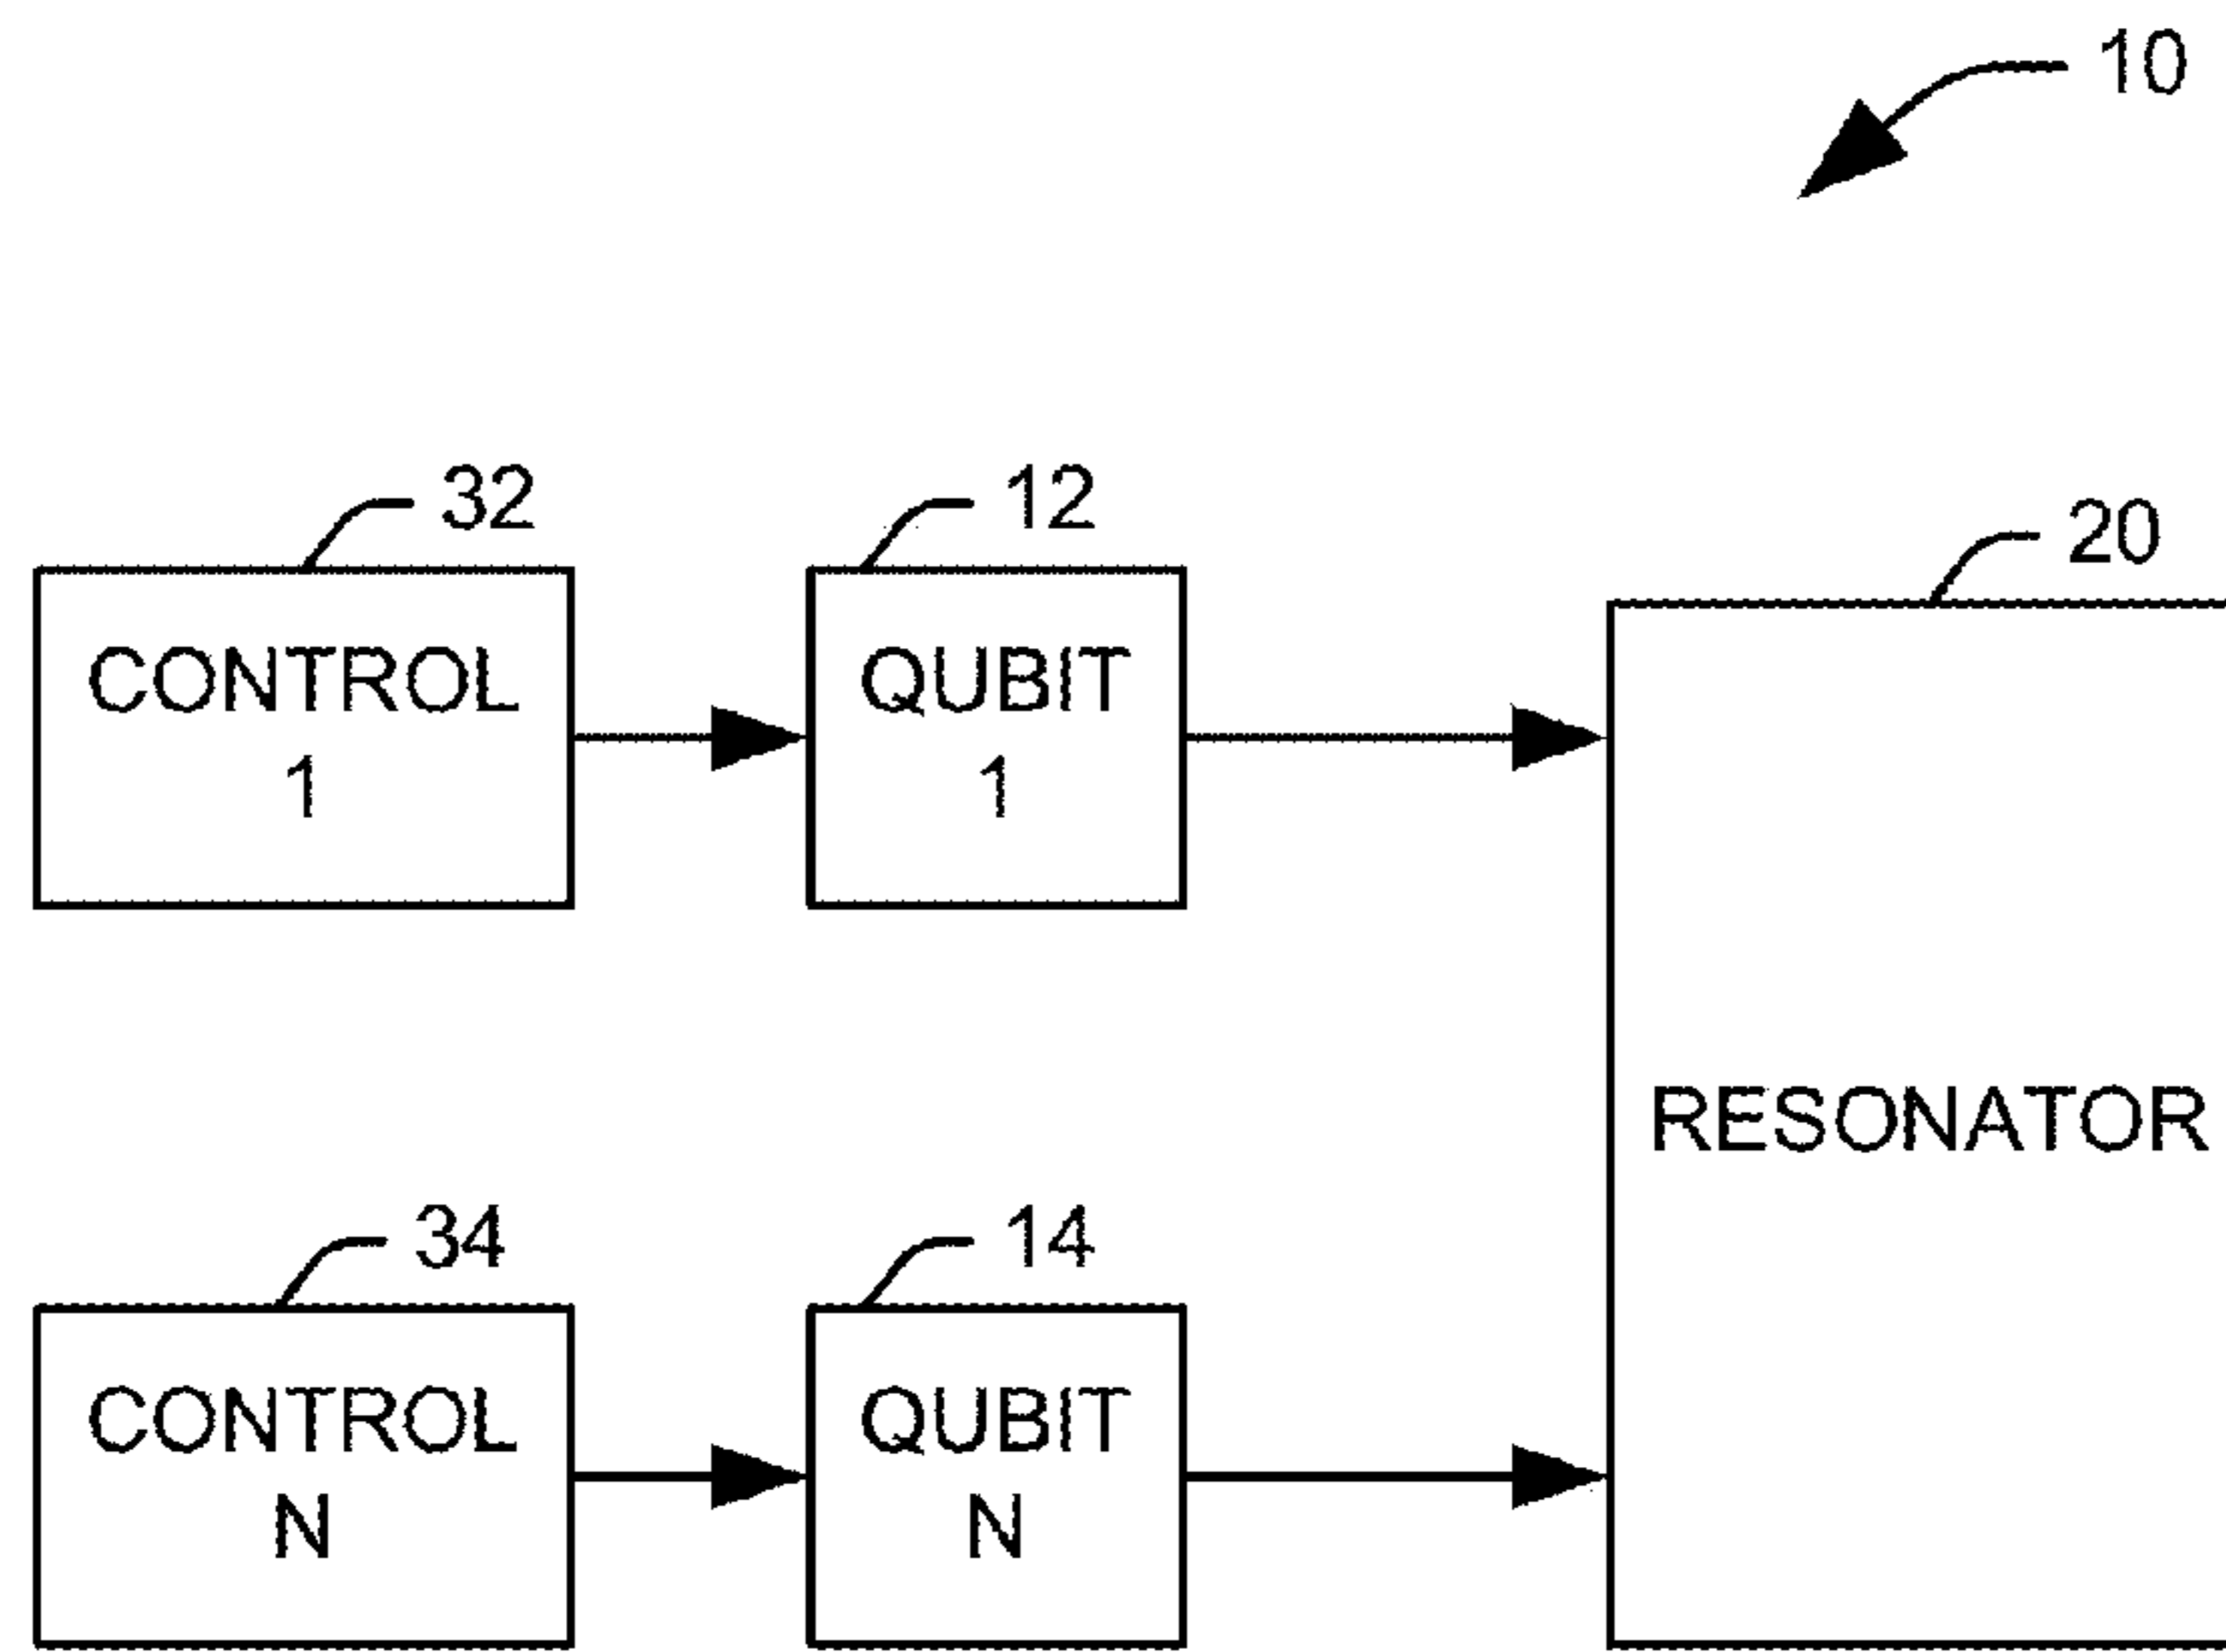 10
32
12
20
CONTROL
1
QUBIT
1
RESONATOR
34
14
CONTROL
N
QUBIT
N